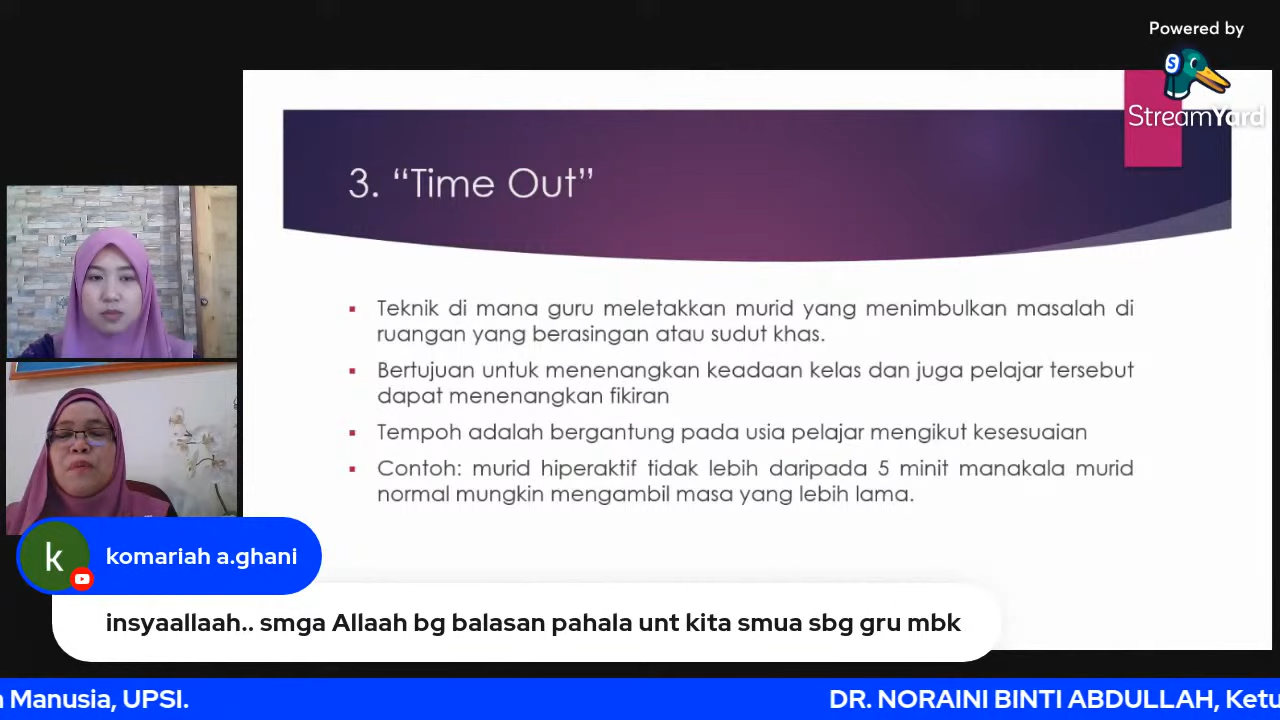 Powered by
StreamYard
3. “Time Out”
Teknik di mana guru meletakkan murid yang menimbulkan masalah di
ruangan yang berasingan atau sudut khas.
Bertujuan untuk menenangkan keadaan kelas dan juga pelajar tersebut
dapat menenangkan fikiran
Tempoh adalah bergantung pada usia pelajar mengikut kesesuaian
Contoh: murid hiperaktif tidak lebih daripada 5 minit manakala murid
normal mungkin mengambil masa yang lebih lama.
k
komariah a.ghani
insyaallaah.. smga Allaah bg balasan pahala unt kita smua sbg gru mbk
Manusia, UPSI. DR. NORAINI BINTI ABDULLAH, Ketu